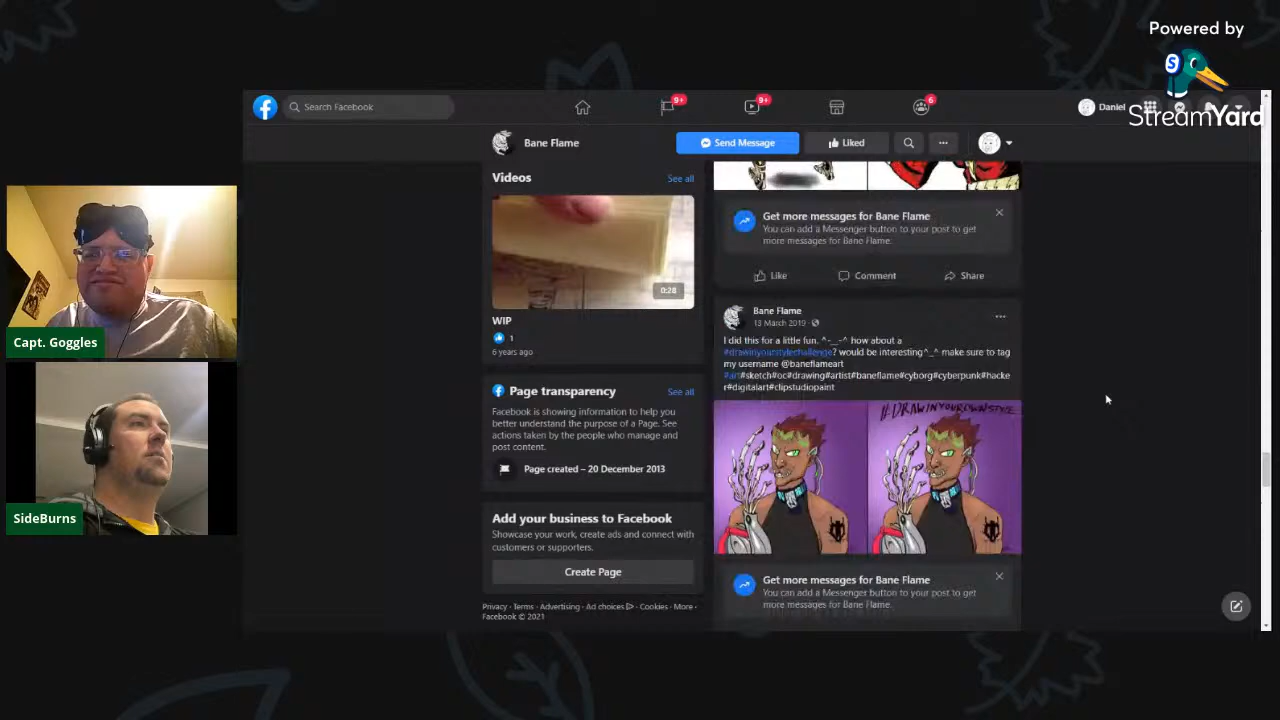 Powered by
StreamYard
Search Facebook
9+
9+
6
Daniel
Bane Flame
Send Message
Liked
Videos
See all
0:28
WIP
1
6 years ago
Page transparency
See all
Facebook is showing information to help you
better understand the purpose of a Page. See
actions taken by the people who manage and
post content.
Page created – 20 December 2013
Add your business to Facebook
Showcase your work, create ads and connect with
customers or supporters.
Create Page
Privacy · Terms · Advertising · Ad choices · Cookies · More ·
Facebook © 2021
Get more messages for Bane Flame
You can add a Messenger button to your post to get
more messages for Bane Flame.
Like
Comment
Share
Bane Flame
13 March 2019 ·
I did this for a little fun. ^-__-^ how about a
#drawinyourstylechallenge? would be interesting^_^ make sure to tag
my username @baneflameart
#art#sketch#oc#drawing#artist#baneflame#cyborg#cyberpunk#hacke
r#digitalart#clipstudiopaint
#DRAWINYOUROWNSTYLE
Get more messages for Bane Flame
You can add a Messenger button to your post to get
more messages for Bane Flame.
Capt. Goggles
SideBurns